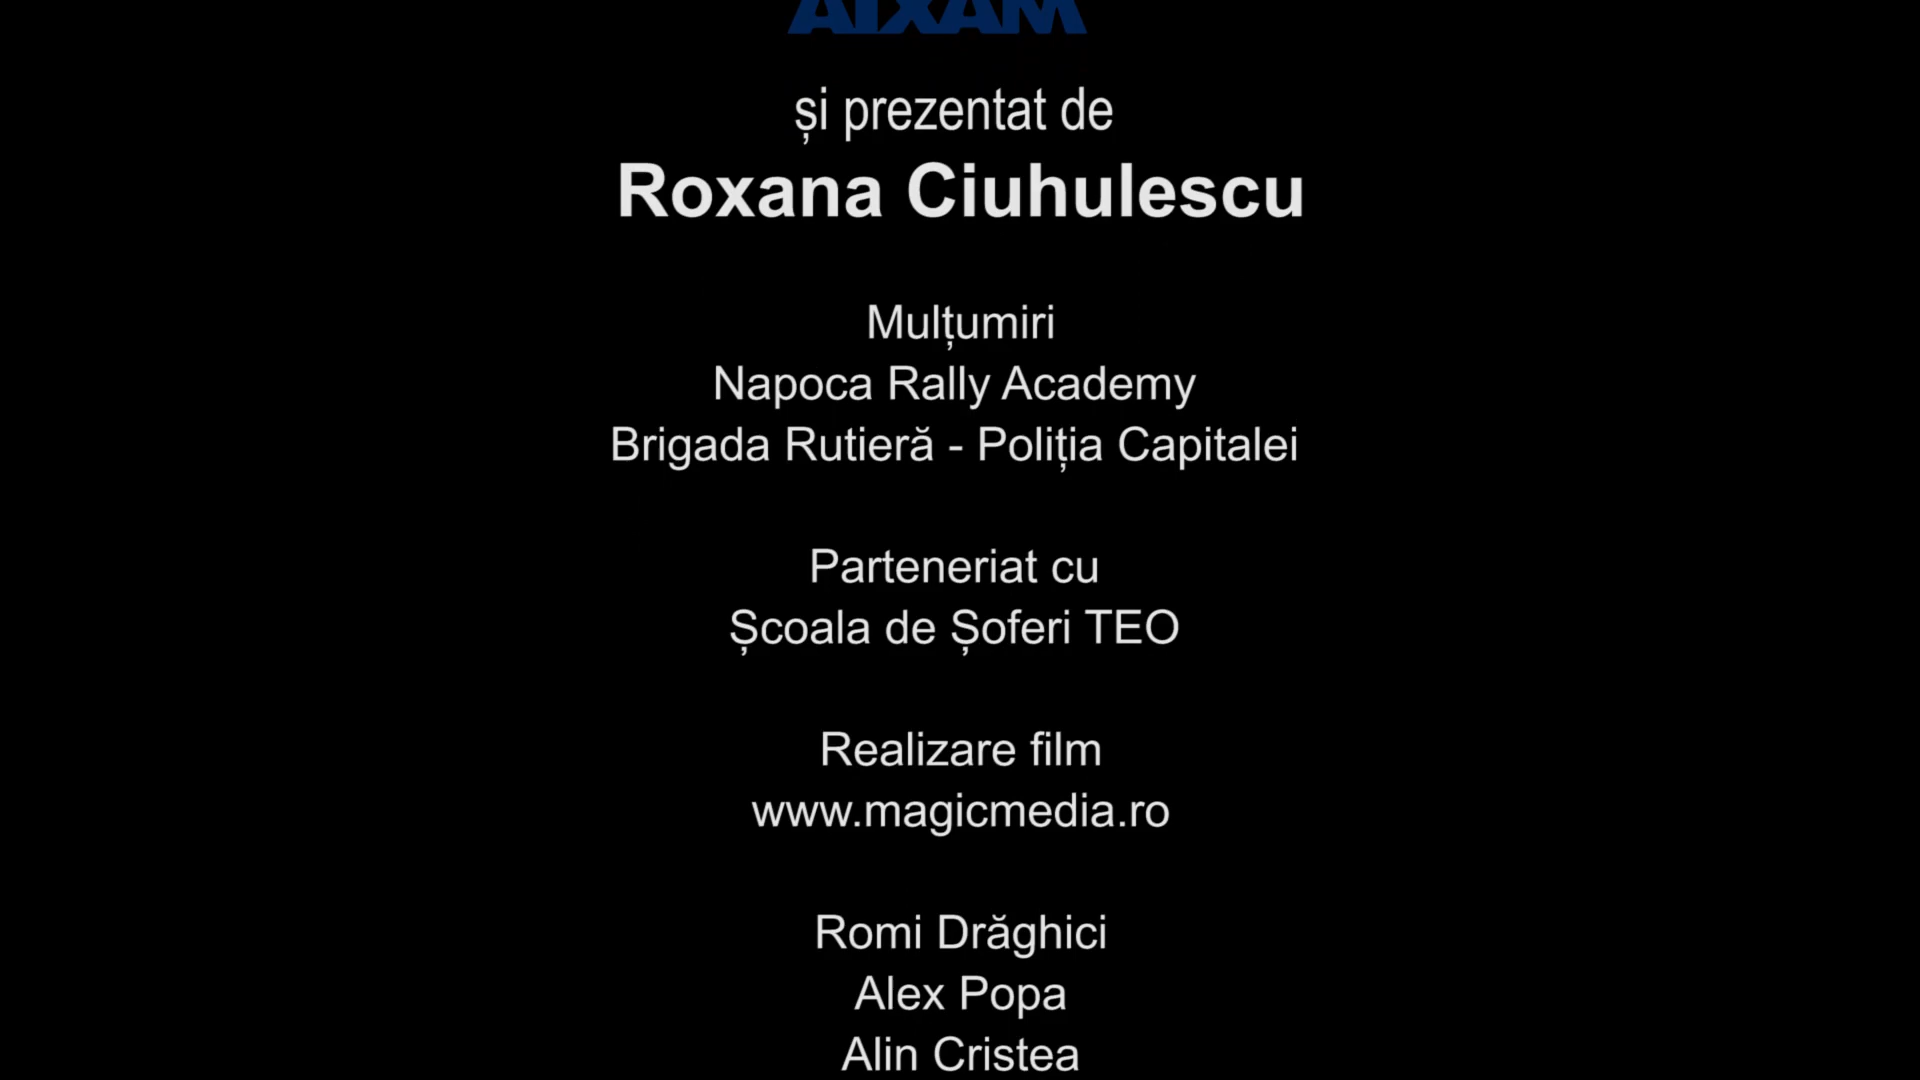 AIXAM
și prezentat de
Roxana Ciuhulescu
Mulțumiri
Napoca Rally Academy
Brigada Rutieră - Poliția Capitalei
Parteneriat cu
Școala de Șoferi TEO
Realizare film
www.magicmedia.ro
Romi Drăghici
Alex Popa
Alin Cristea